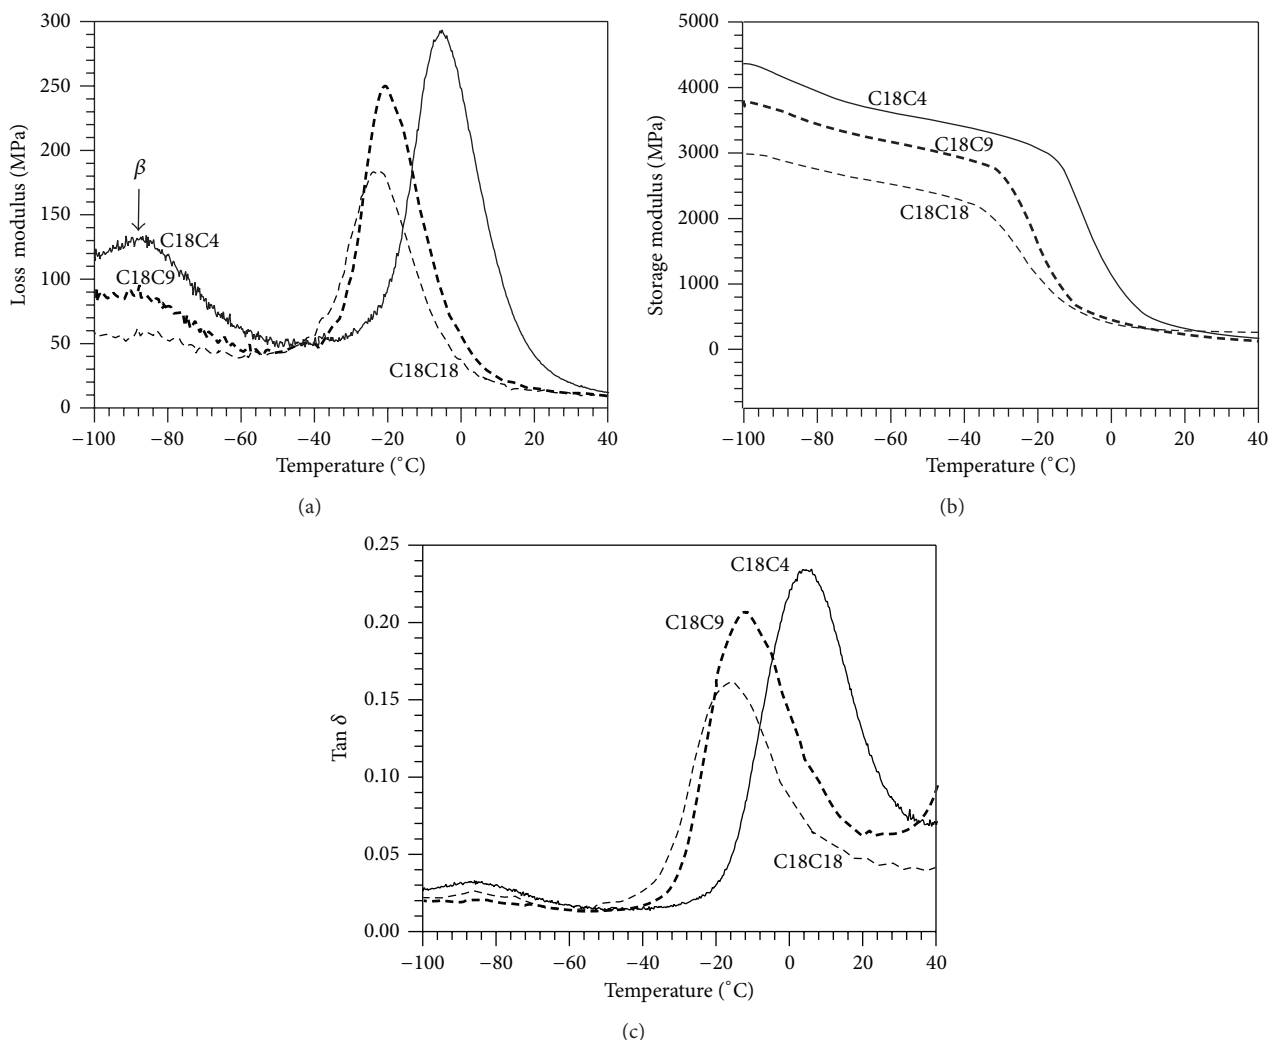 300
250
200
150
100
50
0
Loss modulus (MPa)
β
C18C4
C18C9
C18C18
−100 −80 −60 −40 −20 0 20 40
Temperature (°C)
(a)
5000
4000
3000
2000
1000
0
Storage modulus (MPa)
C18C4
C18C9
C18C18
−100 −80 −60 −40 −20 0 20 40
Temperature (°C)
(b)
0.25
0.20
0.15
0.10
0.05
0.00
Tan δ
C18C4
C18C9
C18C18
−100 −80 −60 −40 −20 0 20 40
Temperature (°C)
(c)